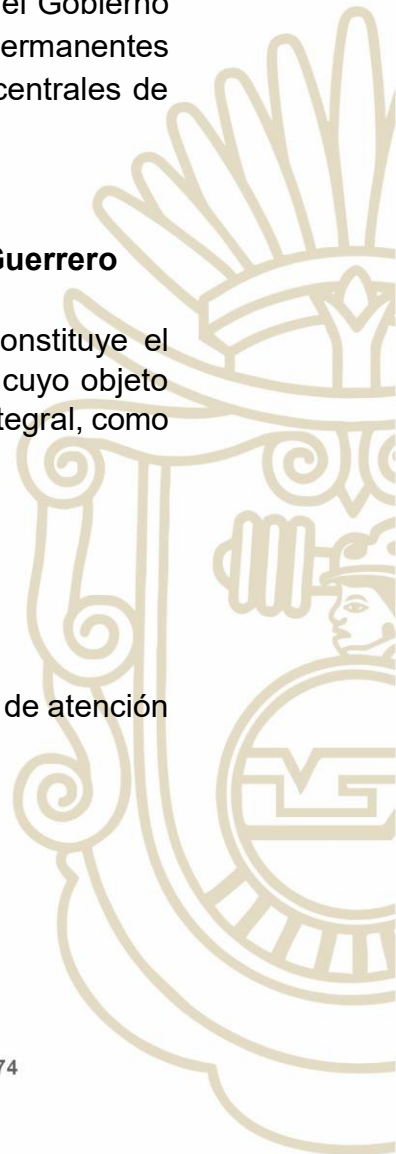 el Gobierno
ermanentes
centrales de
Guerrero
onstituye el
cuyo objeto
tegral, como
de atención
74